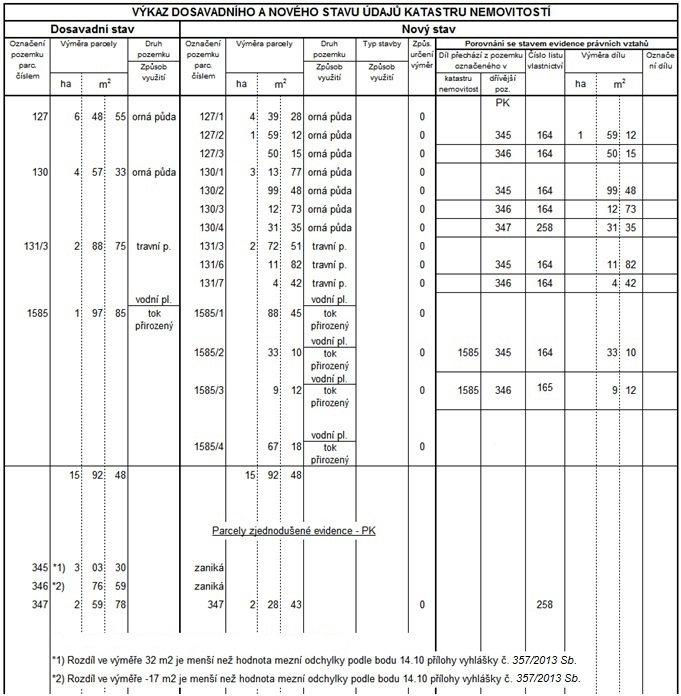 VÝKAZ DOSAVADNÍHO A NOVÉHO STAVU ÚDAJŮ KATASTRU NEMOVITOSTÍ
Dosavadní stav Nový stav
Označení pozemku parc. číslem Výměra parcely ha m² Druh pozemku Způsob využití Označení pozemku parc. číslem Výměra parcely ha m² Druh pozemku Způsob využití Typ stavby Způsob využití Způs. určení výměr Porovnání se stavem evidence právních vztahů
Díl přechází z pozemku označeného v Číslo listu vlastnictví Výměra dílu Označe ní dílu
katastru nemovitost dřívější poz. ha m²
PK
127 6 48 55 orná půda 127/1 4 39 28 orná půda 0
127/2 1 59 12 orná půda 0 345 164 1 59 12
127/3 50 15 orná půda 0 346 164 50 15
130 4 57 33 orná půda 130/1 3 13 77 orná půda 0
130/2 99 48 orná půda 0 345 164 99 48
130/3 12 73 orná půda 0 346 164 12 73
130/4 31 35 orná půda 0 347 258 31 35
131/3 2 88 75 travní p. 131/3 2 72 51 travní p. 0
131/6 11 82 travní p. 0 345 164 11 82
131/7 4 42 travní p. 0 346 164 4 42
vodní pl. vodní pl.
1585 1 97 85 tok přirozený 1585/1 88 45 tok přirozený 0
vodní pl.
1585/2 33 10 tok přirozený 0 1585 345 164 33 10
vodní pl.
1585/3 9 12 tok přirozený 0 1585 346 165 9 12
vodní pl.
1585/4 67 18 tok přirozený 0
15 92 48 15 92 48
Parcely zjednodušené evidence - PK
345 *1) 3 03 30 zaniká
346 *2) 76 59 zaniká
347 2 59 78 347 2 28 43 0 258
*1) Rozdíl ve výměře 32 m2 je menší než hodnota mezní odchylky podle bodu 14.10 přílohy vyhlášky č. 357/2013 Sb.
*2) Rozdíl ve výměře -17 m2 je menší než hodnota mezní odchylky podle bodu 14.10 přílohy vyhlášky č. 357/2013 Sb.